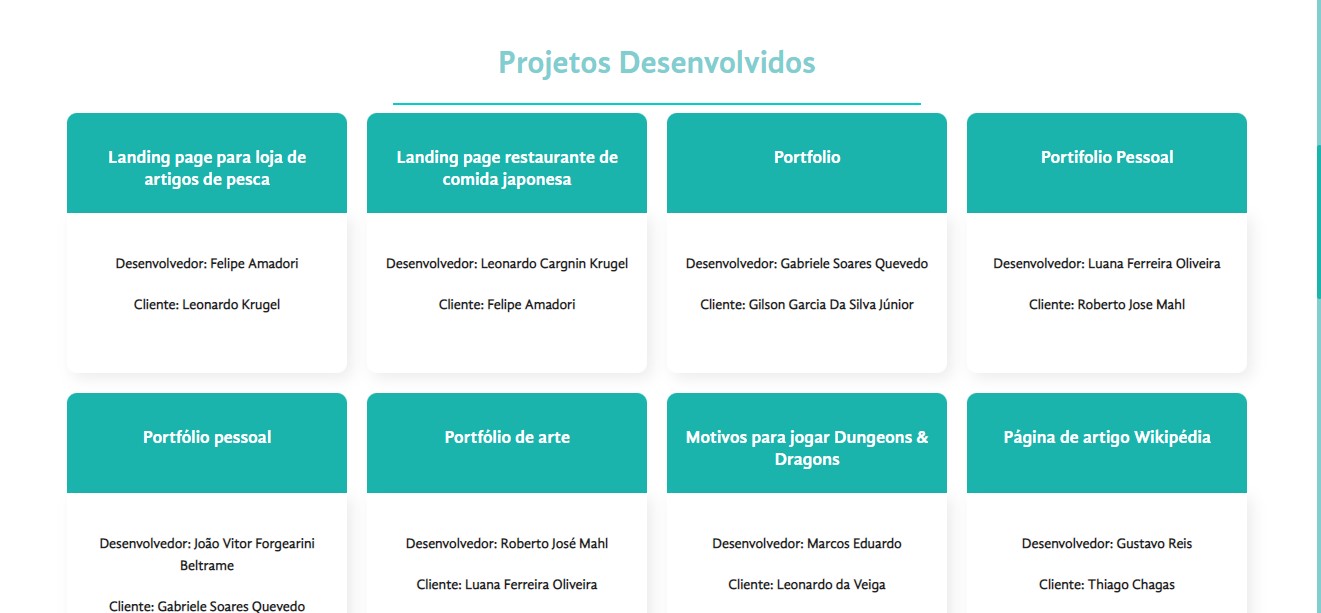 Projetos Desenvolvidos
Landing page para loja de
artigos de pesca
Desenvolvedor: Felipe Amadori
Cliente: Leonardo Krugel
Landing page restaurante de
comida japonesa
Desenvolvedor: Leonardo Cargnin Krugel
Cliente: Felipe Amadori
Portfolio
Desenvolvedor: Gabriele Soares Quevedo
Cliente: Gilson Garcia Da Silva Júnior
Portifolio Pessoal
Desenvolvedor: Luana Ferreira Oliveira
Cliente: Roberto Jose Mahl
Portfólio pessoal
Desenvolvedor: João Vitor Forgearini
Beltrame
Cliente: Gabriele Soares Quevedo
Portfólio de arte
Desenvolvedor: Roberto José Mahl
Cliente: Luana Ferreira Oliveira
Motivos para jogar Dungeons &
Dragons
Desenvolvedor: Marcos Eduardo
Cliente: Leonardo da Veiga
Página de artigo Wikipédia
Desenvolvedor: Gustavo Reis
Cliente: Thiago Chagas